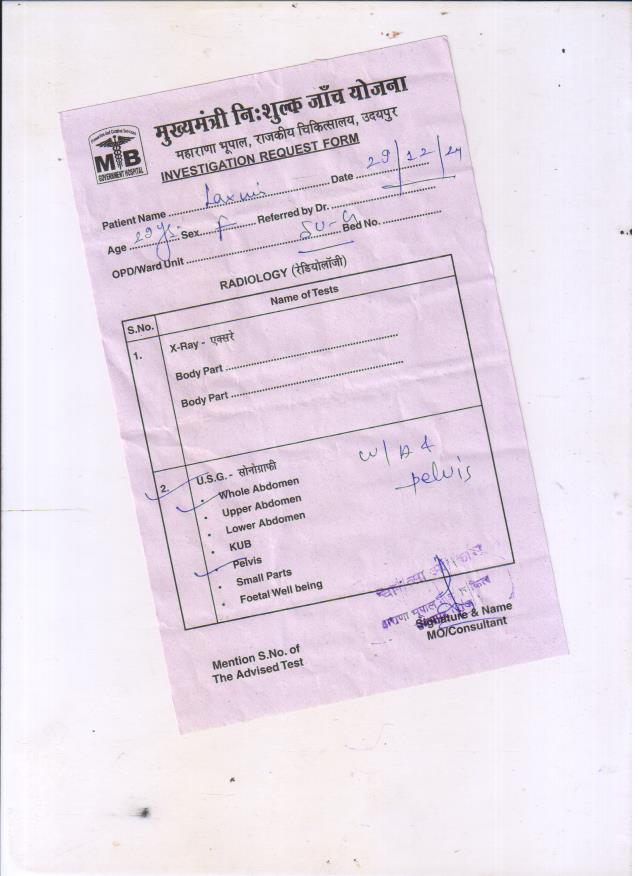 मुख्यमंत्री निःशुल्क जाँच योजना
महाराणा भूपाल, राजकीय चिकित्सालय, उदयपुर
MB
GOVERNMENT HOSPITAL
INVESTIGATION REQUEST FORM
Date 29/12/24
Patient Name Laxmi
Age 29 Sex F Referred by Dr.
OPD/Ward Unit Bed No.
RADIOLOGY (रेडियोलॉजी)
S.No. Name of Tests
1. X-Ray - एक्सरे
Body Part
Body Part
2. U.S.G. - सोनोग्राफी
• Whole Abdomen
• Upper Abdomen
• Lower Abdomen
• KUB
• Pelvis
• Small Parts
• Foetal Well being
w/A &
pelvis
Signature & Name
MO/Consultant
Mention S.No. of
The Advised Test